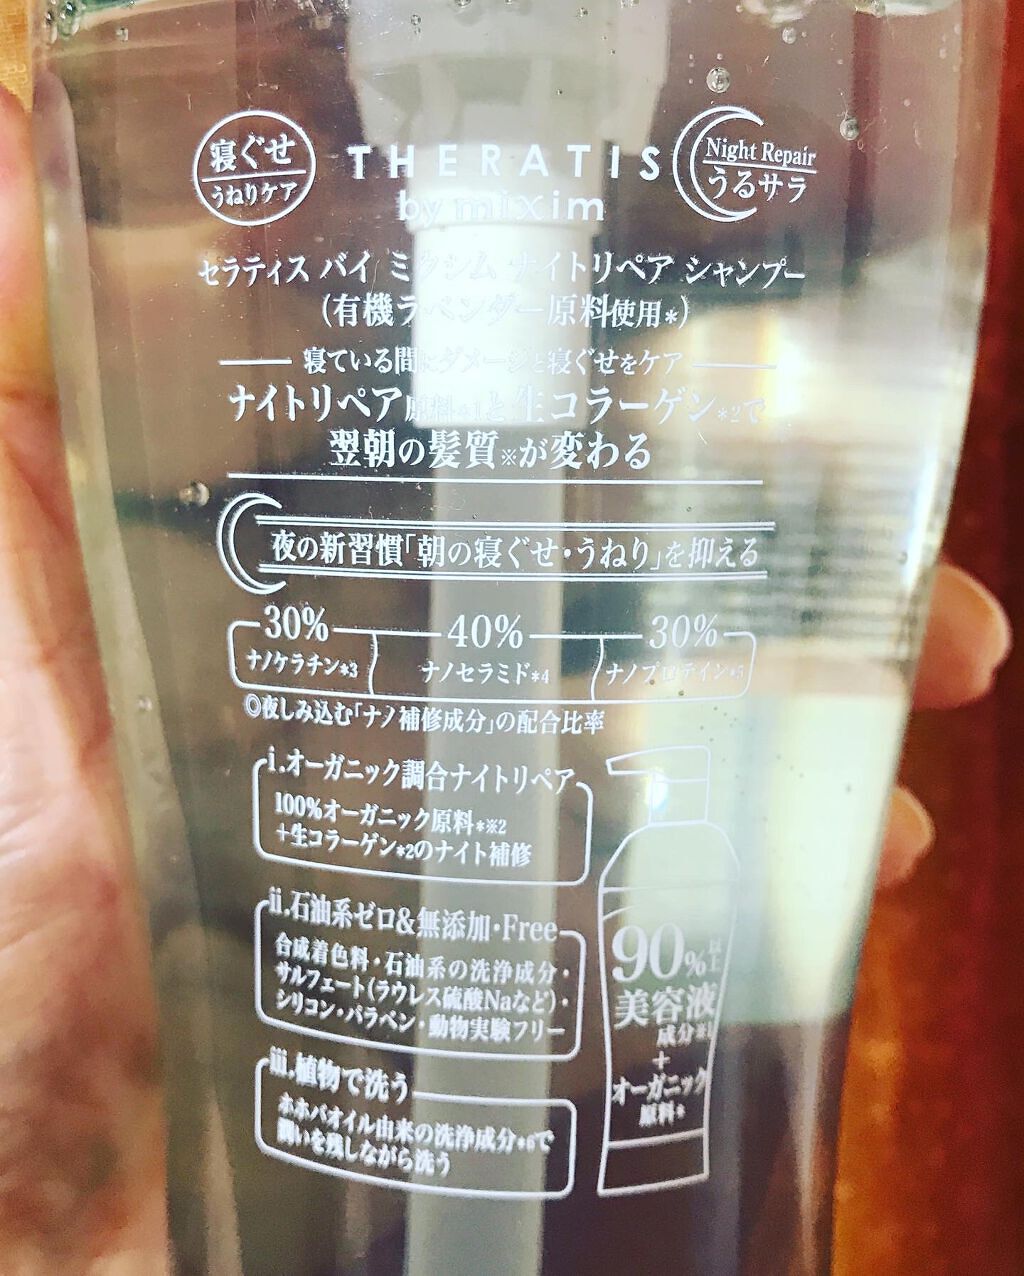 寝ぐせ
うねりケア
THERATIS
by mixim
Night Repair
うるサラ
セラティス バイ ミクシム ナイトリペア シャンプー
(有機ラベンダー原料使用*)
寝ている間にダメージと寝ぐせをケア
ナイトリペア原料*1と生コラーゲン*2で
翌朝の髪質※が変わる
夜の新習慣「朝の寝ぐせ・うねり」を抑える
30%
ナノケラチン*3
40%
ナノセラミド*4
30%
ナノプロテイン*5
◎夜しみ込む「ナノ補修成分」の配合比率
i.オーガニック調合ナイトリペア
100%オーガニック原料*※2
+生コラーゲン*2のナイト補修
ii.石油系ゼロ&無添加・Free
合成着色料・石油系の洗浄成分・
サルフェート(ラウレス硫酸Naなど)・
シリコン・パラベン・動物実験フリー
iii.植物で洗う
ホホバオイル由来の洗浄成分*6で
潤いを残しながら洗う
90%以上
美容液
成分※1
+
オーガニック
原料*